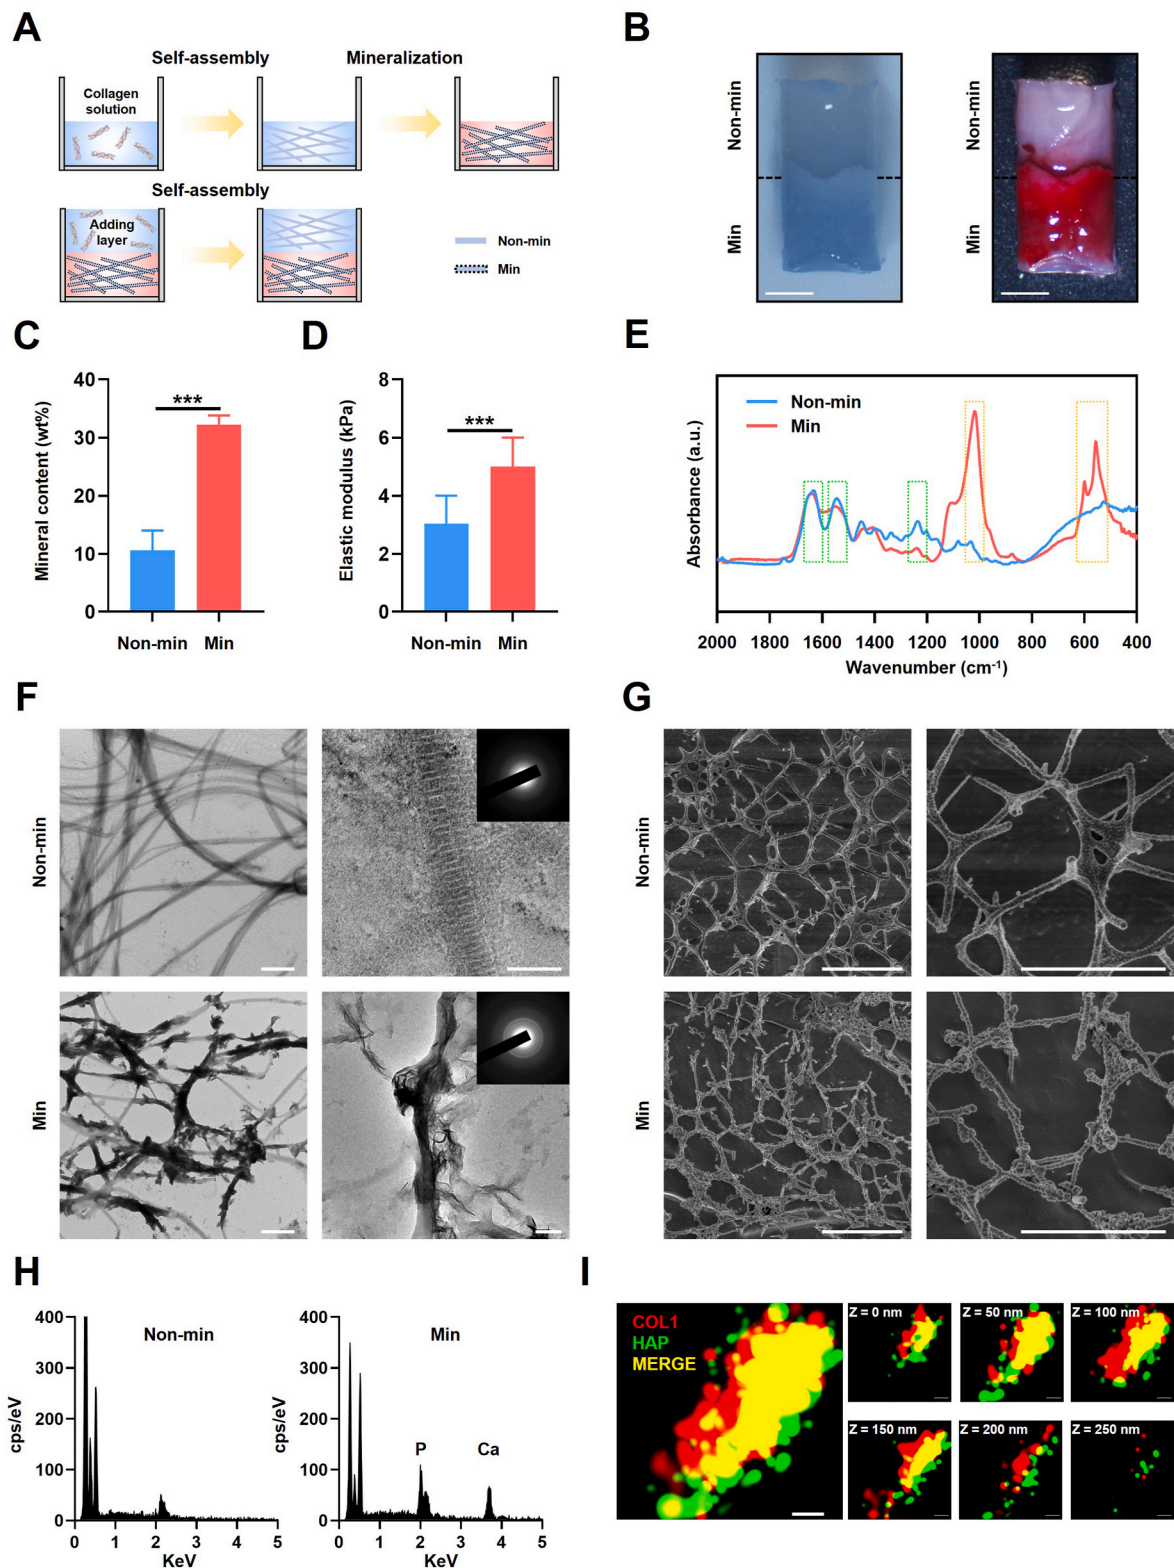 A
Self-assembly
Mineralization
Collagen
solution
Self-assembly
Adding
layer
Non-min
Min
B
Non-min
Min
Non-min
Min
C
Mineral content (wt%)
40
30
20
10
0
***
Non-min
Min
D
Elastic modulus (kPa)
8
6
4
2
0
***
Non-min
Min
E
Absorbance (a.u.)
Non-min
Min
2000 1800 1600 1400 1200 1000 800 600 400
Wavenumber (cm⁻¹)
F
Non-min
Min
G
Non-min
Min
H
cps/eV
400
300
200
100
0
Non-min
0 1 2 3 4 5
KeV
cps/eV
400
300
200
100
0
Min
P
Ca
0 1 2 3 4 5
KeV
I
COL1
HAP
MERGE
Z = 0 nm
Z = 50 nm
Z = 100 nm
Z = 150 nm
Z = 200 nm
Z = 250 nm